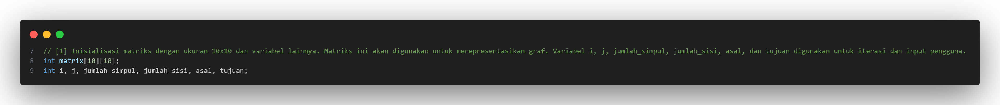 7 // [1] Inisialisasi matriks dengan ukuran 10x10 dan variabel lainnya. Matriks ini akan digunakan untuk merepresentasikan graf. Variabel i, j, jumlah_simpul, jumlah_sisi, asal, dan tujuan digunakan untuk iterasi dan input pengguna.
8 int matrix[10][10];
9 int i, j, jumlah_simpul, jumlah_sisi, asal, tujuan;